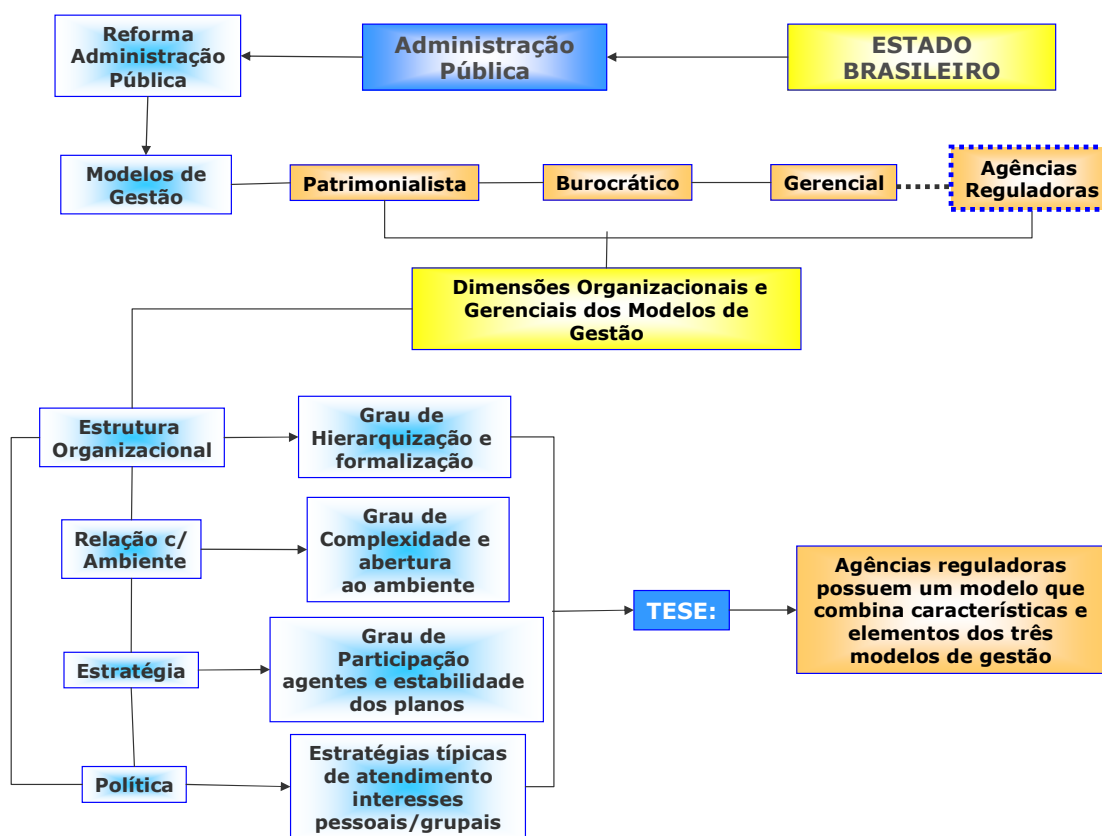 Reforma
Administração
Pública
Administração
Pública
ESTADO
BRASILEIRO
Modelos de
Gestão
Patrimonialista
Burocrático
Gerencial
Agências
Reguladoras
Dimensões Organizacionais e
Gerenciais dos Modelos de
Gestão
Estrutura
Organizacional
Grau de
Hierarquização e
formalização
Relação c/
Ambiente
Grau de
Complexidade e
abertura
ao ambiente
Estratégia
Grau de
Participação
agentes e estabilidade
dos planos
Política
Estratégias típicas
de atendimento
interesses
pessoais/grupais
TESE:
Agências reguladoras
possuem um modelo que
combina característícas e
elementos dos três
modelos de gestão